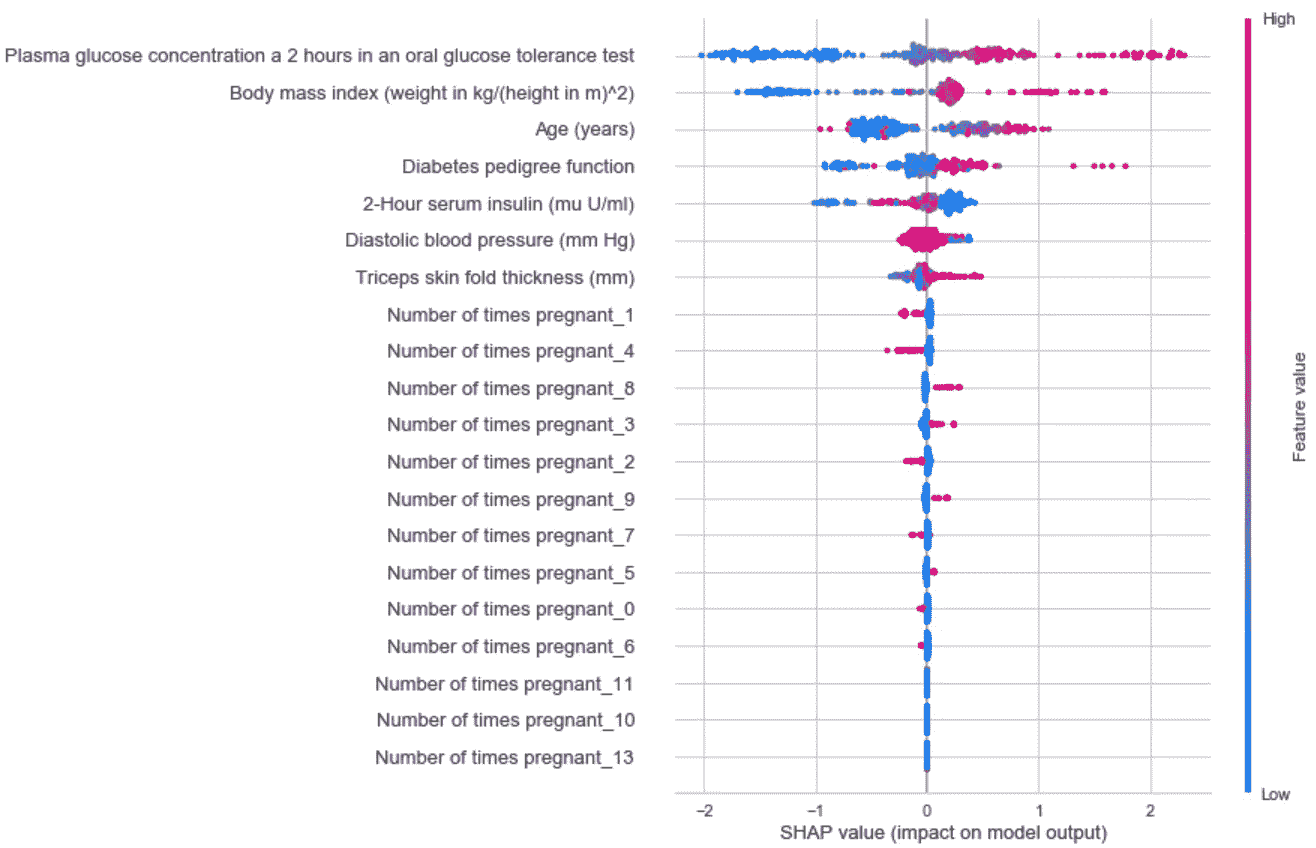 High
Plasma glucose concentration a 2 hours in an oral glucose tolerance test
Body mass index (weight in kg/(height in m)^2)
Age (years)
Diabetes pedigree function
2-Hour serum insulin (mu U/ml)
Diastolic blood pressure (mm Hg)
Triceps skin fold thickness (mm)
Number of times pregnant_1
Number of times pregnant_4
Number of times pregnant_8
Number of times pregnant_3
Number of times pregnant_2
Number of times pregnant_9
Number of times pregnant_7
Number of times pregnant_5
Number of times pregnant_0
Number of times pregnant_6
Number of times pregnant_11
Number of times pregnant_10
Number of times pregnant_13
Feature value
Low
−2 −1 0 1 2
SHAP value (impact on model output)